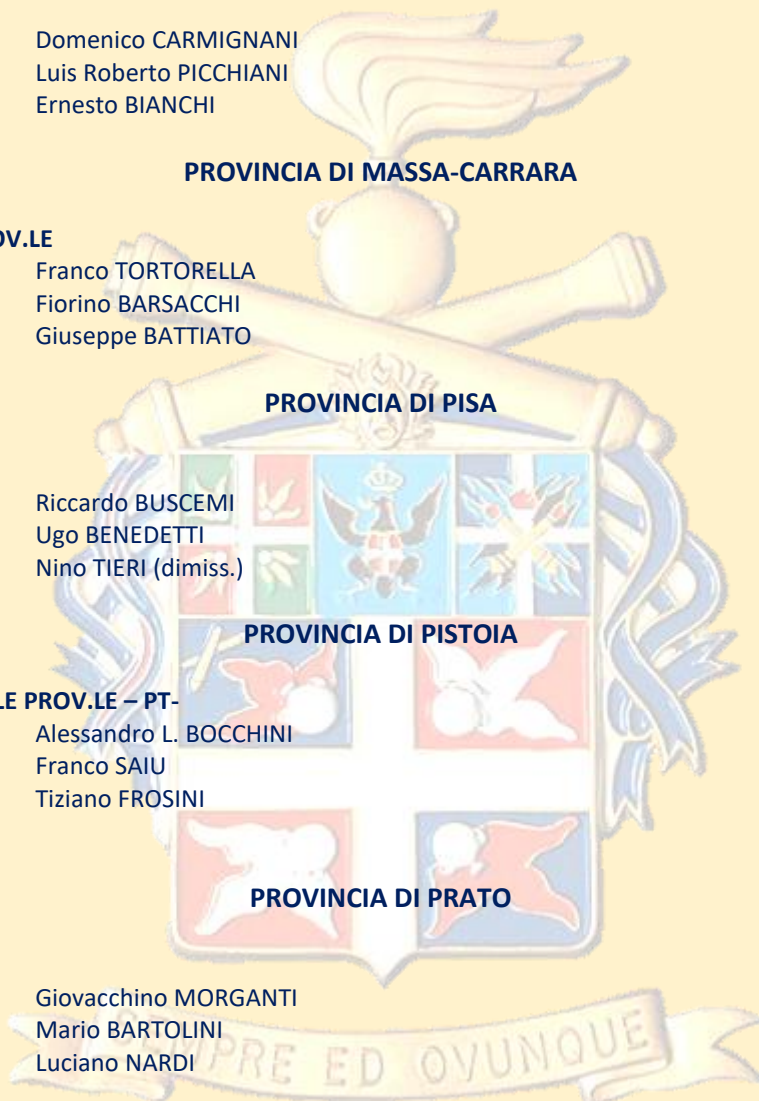 Domenico CARMIGNANI
Luis Roberto PICCHIANI
Ernesto BIANCHI
PROVINCIA DI MASSA-CARRARA
OV.LE
Franco TORTORELLA
Fiorino BARSACCHI
Giuseppe BATTIATO
PROVINCIA DI PISA
Riccardo BUSCEMI
Ugo BENEDETTI
Nino TIERI (dimiss.)
PROVINCIA DI PISTOIA
LE PROV.LE – PT-
Alessandro L. BOCCHINI
Franco SAIU
Tiziano FROSINI
PROVINCIA DI PRATO
Giovacchino MORGANTI
Mario BARTOLINI
Luciano NARDI
SEMPRE ED OVUNQUE